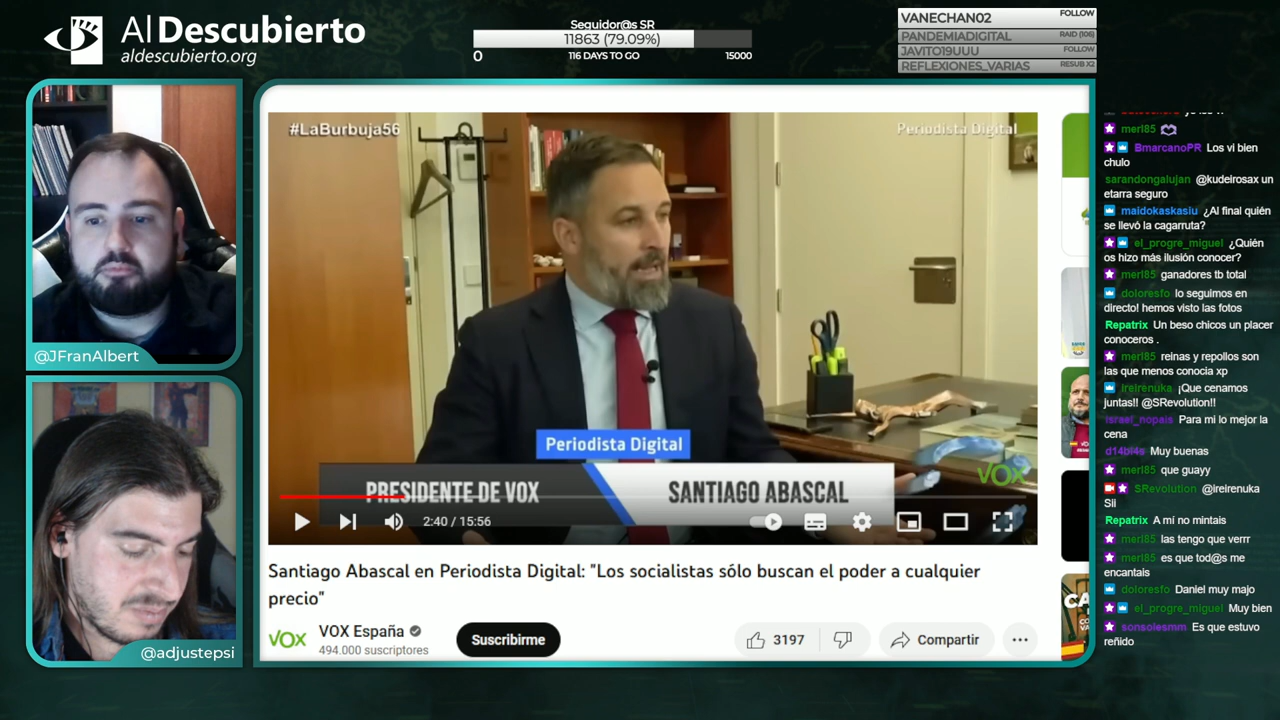 Al Descubierto
aldescubierto.org
Seguidor@s SR
11863 (79.09%)
0
116 DAYS TO GO
15000
VANECHAN02 FOLLOW
PANDEMIADIGITAL RAID (106)
JAVITO19UUU FOLLOW
REFLEXIONES_VARIAS RESUB X2
@JFranAlbert
@adjustepsi
#LaBurbuja56
Periodista Digital
Periodista Digital
VOX
PRESIDENTE DE VOX
SANTIAGO ABASCAL
2:40 / 15:56
Santiago Abascal en Periodista Digital: "Los socialistas sólo buscan el poder a cualquier
precio"
VOX
VOX España
494.000 suscriptores
Suscribirme
3197
Compartir
merl85
BmarcanoPR Los vi bien
chulo
sarandongalujan @kudeirosax un
etarra seguro
maidokaskasiu ¿Al final quién
se llevó la cagarruta?
el_progre_miguel ¿Quién
os hizo más ilusión conocer?
merl85 ganadores tb total
doloresfo lo seguimos en
directo! hemos visto las fotos
Repatrix Un beso chicos un placer
conoceros .
merl85 reinas y repollos son
las que menos conocia xp
ireirenuka ¡Que cenamos
juntas!! @SRevolution!!
israel_nopais Para mi lo mejor la
cena
d14bl4s Muy buenas
merl85 que guayy
SRevolution @ireirenuka
Sii
Repatrix A mí no mintais
merl85 las tengo que verrr
merl85 es que tod@s me
encantais
doloresfo Daniel muy majo
el_progre_miguel Muy bien
sonsolesmm Es que estuvo
reñido